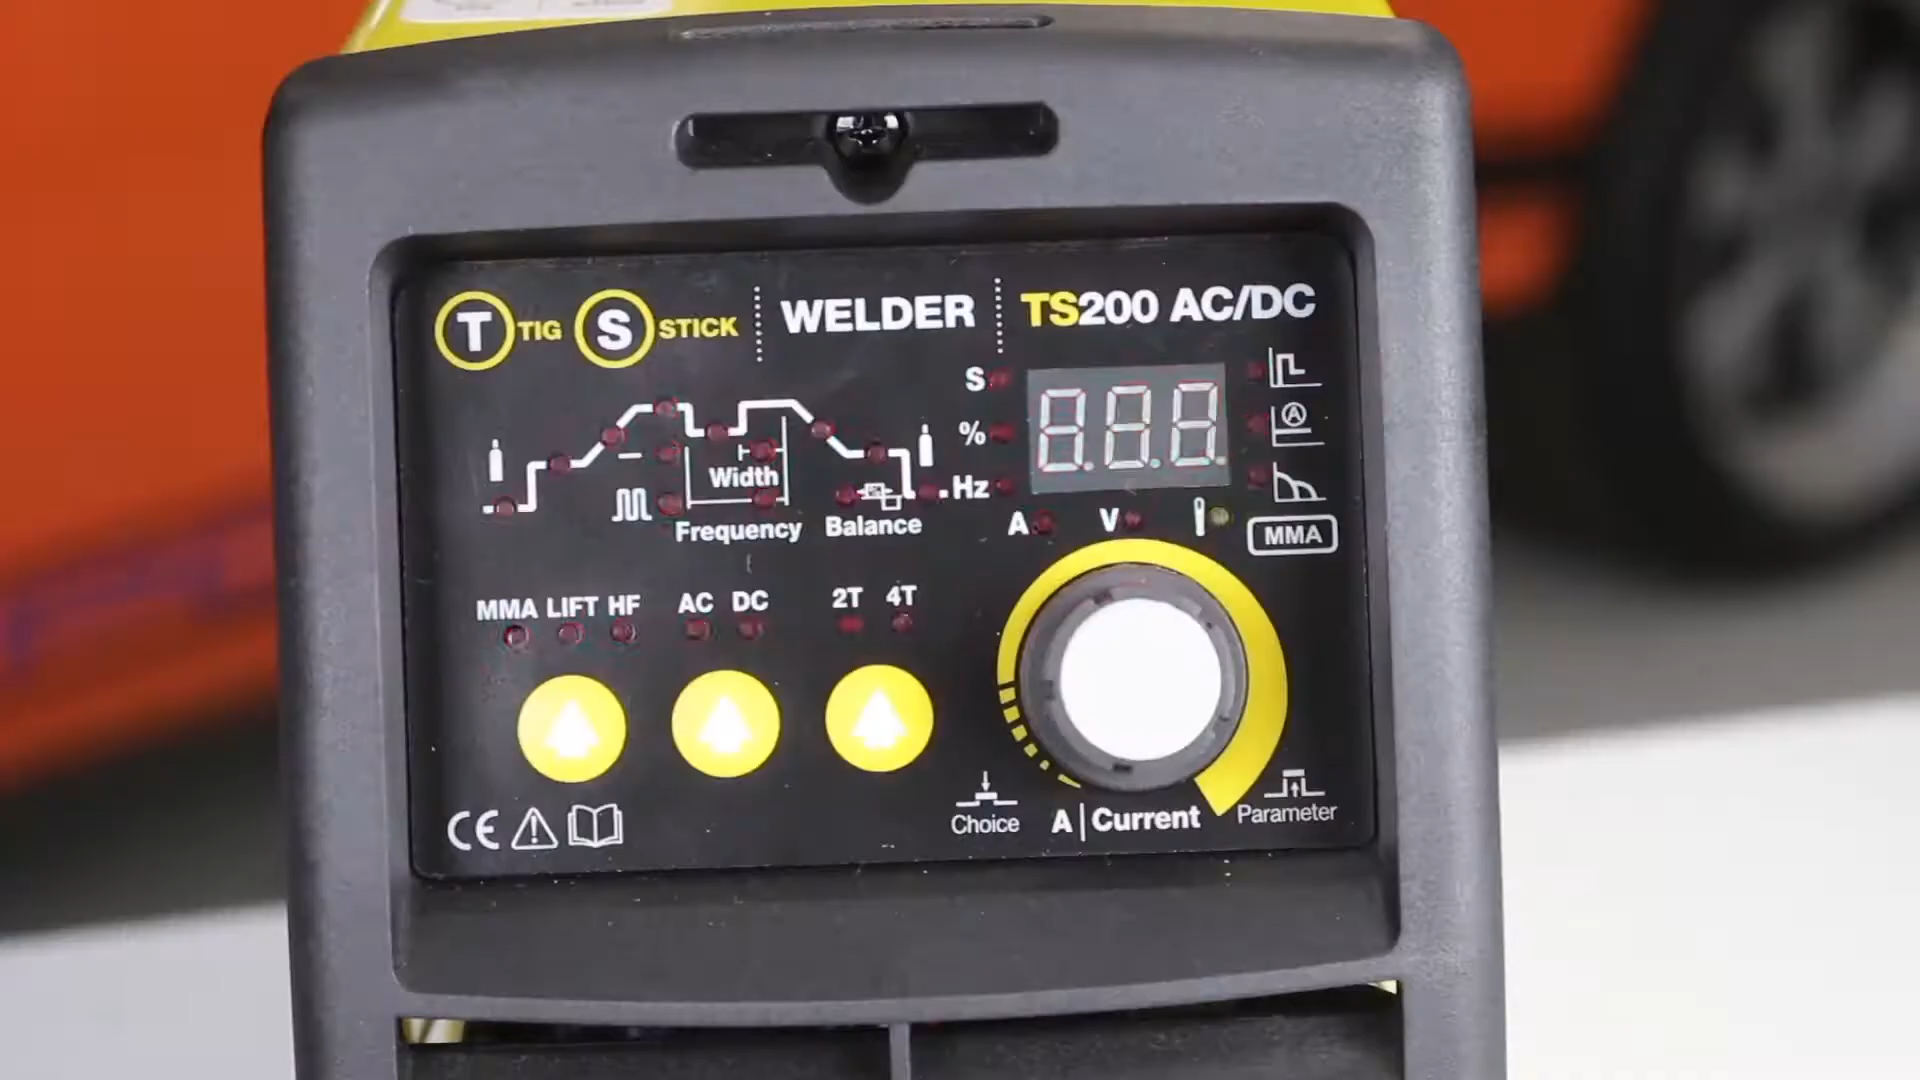 T TIG S STICK WELDER TS200 AC/DC
S
%
Hz
A V
A
Width
Frequency Balance
MMA
MMA LIFT HF AC DC 2T 4T
Choice A | Current Parameter
CE